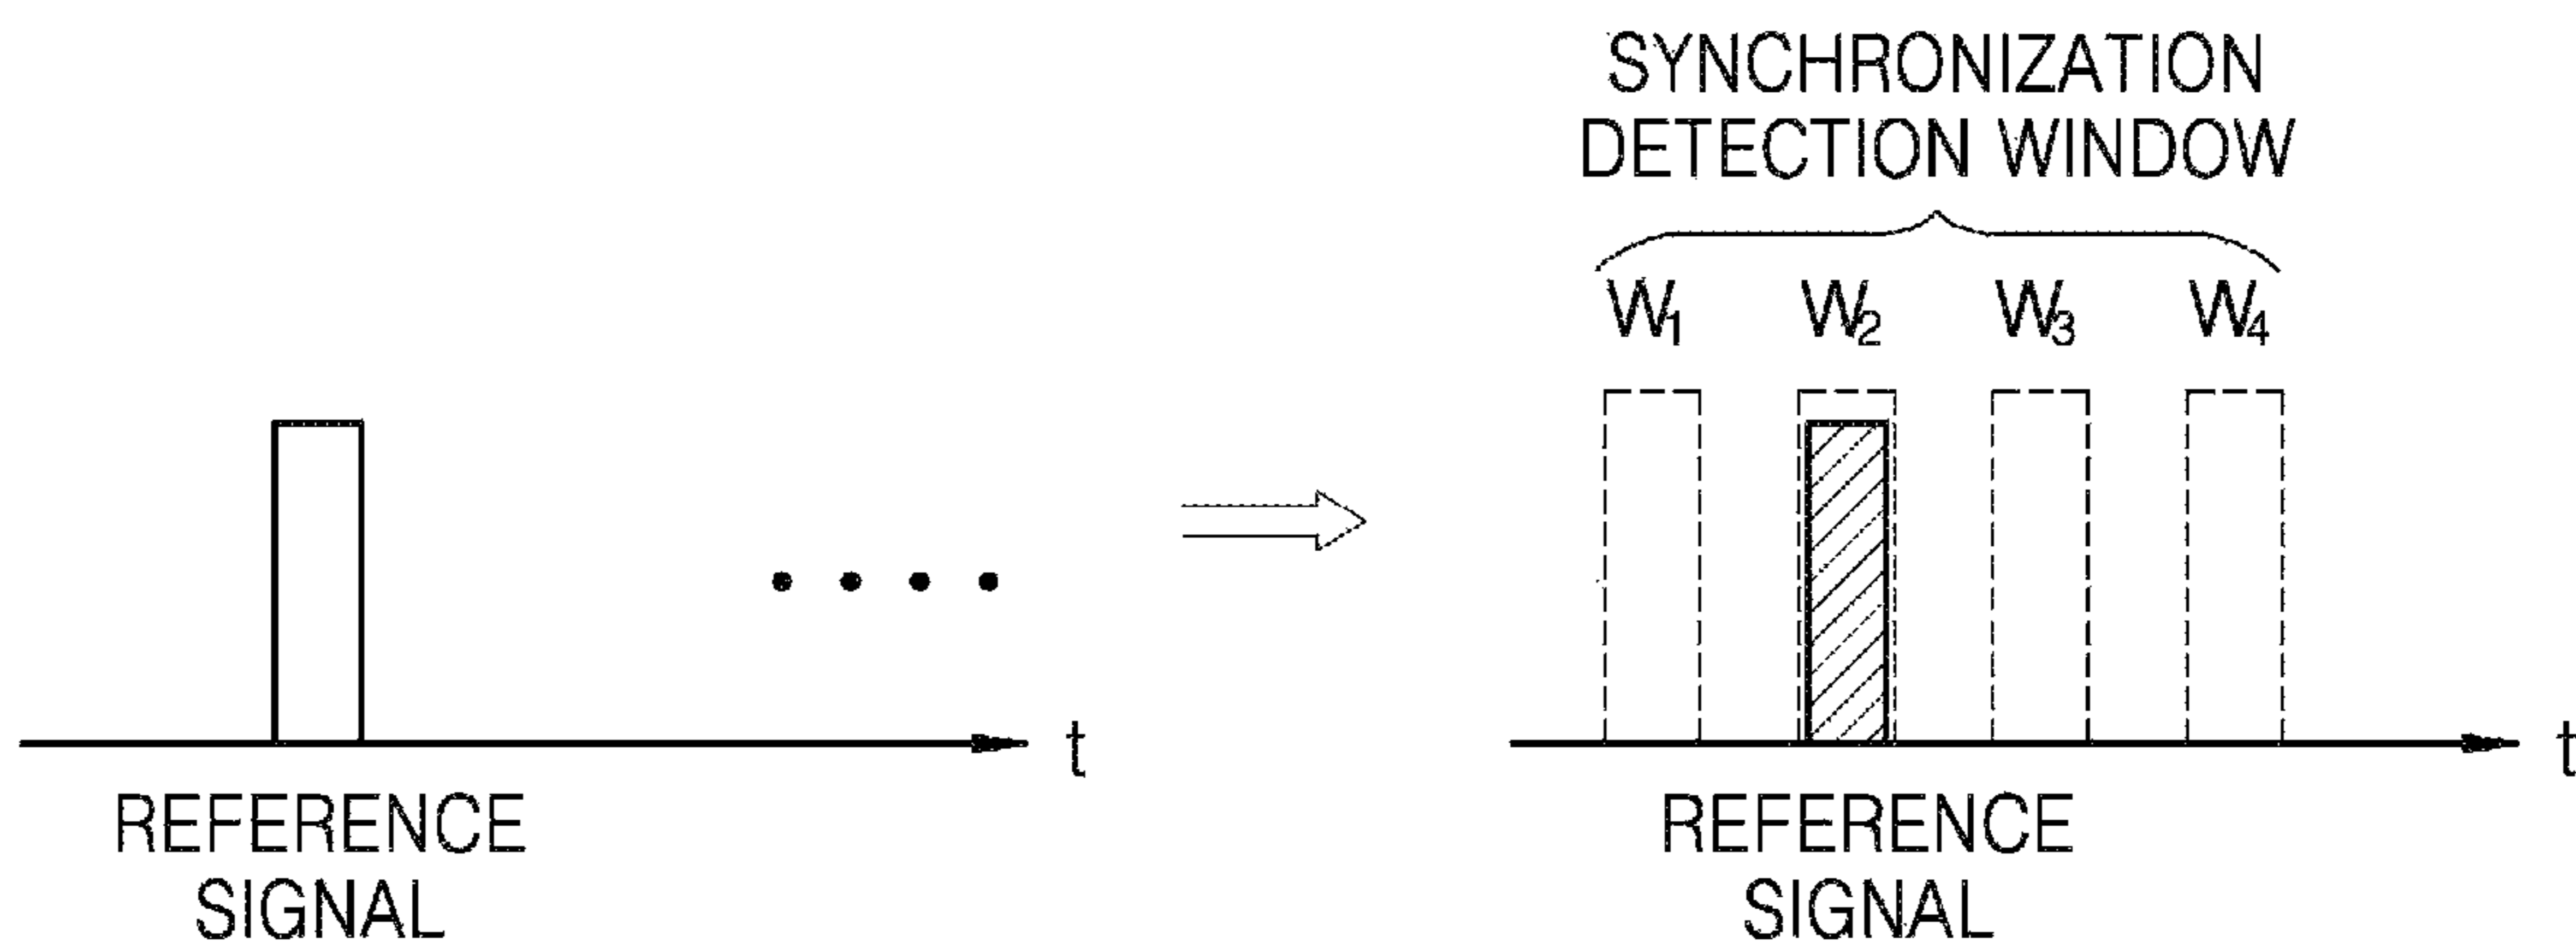 SYNCHRONIZATION
DETECTION WINDOW
W1 W2 W3 W4
t
t
REFERENCE
SIGNAL
REFERENCE
SIGNAL